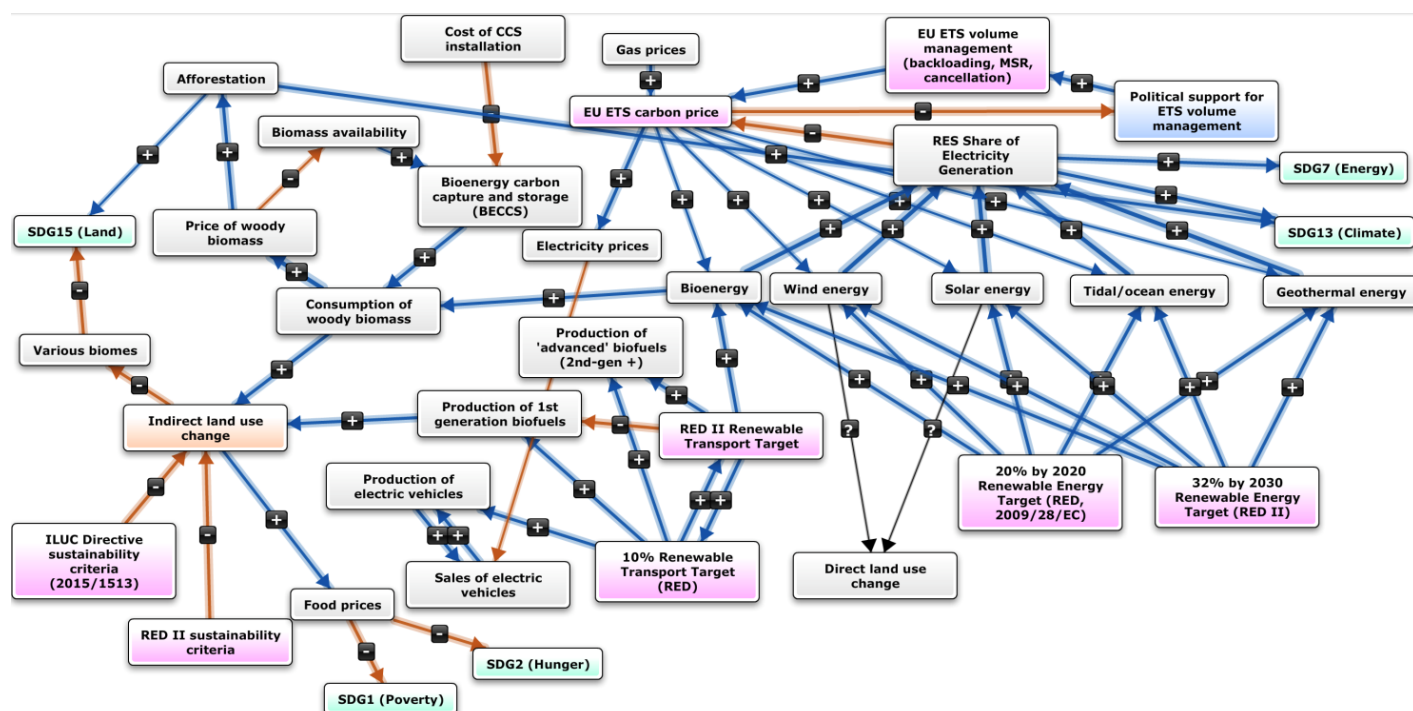 Cost of CCS
installation
Gas prices
EU ETS volume
management
(backloading, MSR,
cancellation)
Afforestation
EU ETS carbon price
Political support for
ETS volume
management
Biomass availability
RES Share of
Electricity
Generation
SDG7 (Energy)
Bioenergy carbon
capture and storage
(BECCS)
SDG15 (Land)
Price of woody
biomass
Electricity prices
SDG13 (Climate)
Bioenergy
Wind energy
Solar energy
Tidal/ocean energy
Geothermal energy
Consumption of
woody biomass
Various biomes
Production of
'advanced' biofuels
(2nd-gen +)
Indirect land use
change
Production of 1st
generation biofuels
RED II Renewable
Transport Target
Production of
electric vehicles
20% by 2020
Renewable Energy
Target (RED,
2009/28/EC)
32% by 2030
Renewable Energy
Target (RED II)
ILUC Directive
sustainability
criteria
(2015/1513)
Sales of electric
vehicles
10% Renewable
Transport Target
(RED)
Direct land use
change
Food prices
RED II sustainability
criteria
SDG2 (Hunger)
SDG1 (Poverty)
+
+
+
-
-
+
-
+
+
+
-
+
+
+
+
+
+
+
+
-
+
+
+
+
+
+
+
+
+
-
+
+
+
-
+
+
+
+
+
+
+
+
+
+
-
?
?
+
-
+
+
+
+
+
+
-
-
-